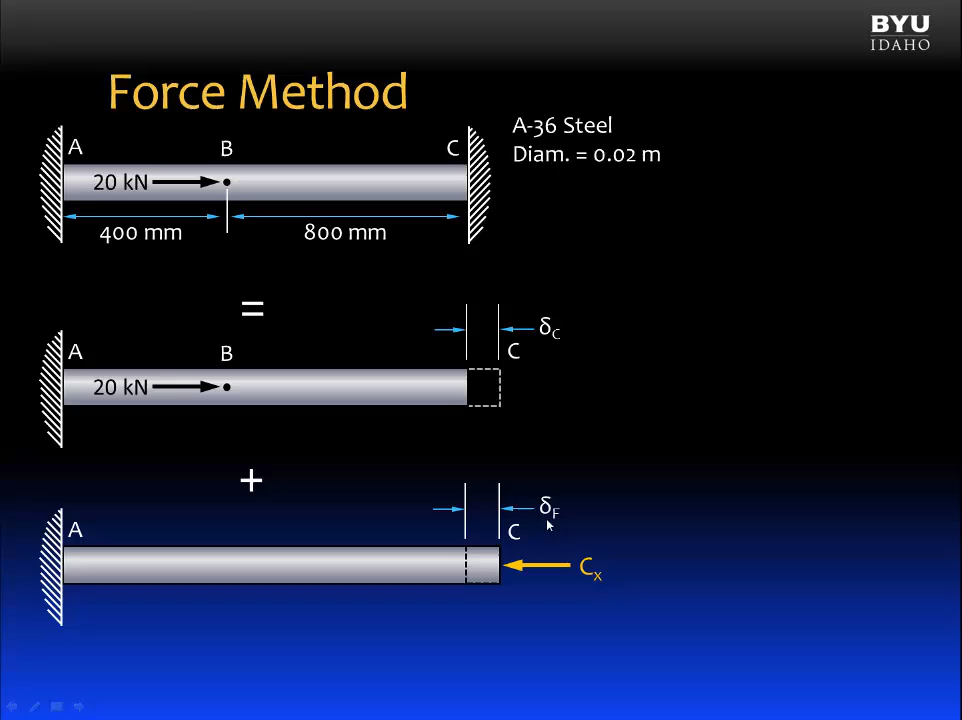 BYU
IDAHO
Force Method
A-36 Steel
Diam. = 0.02 m
A
B
C
20 kN
400 mm
800 mm
=
δC
A
B
C
20 kN
+
δF
A
C
Cx